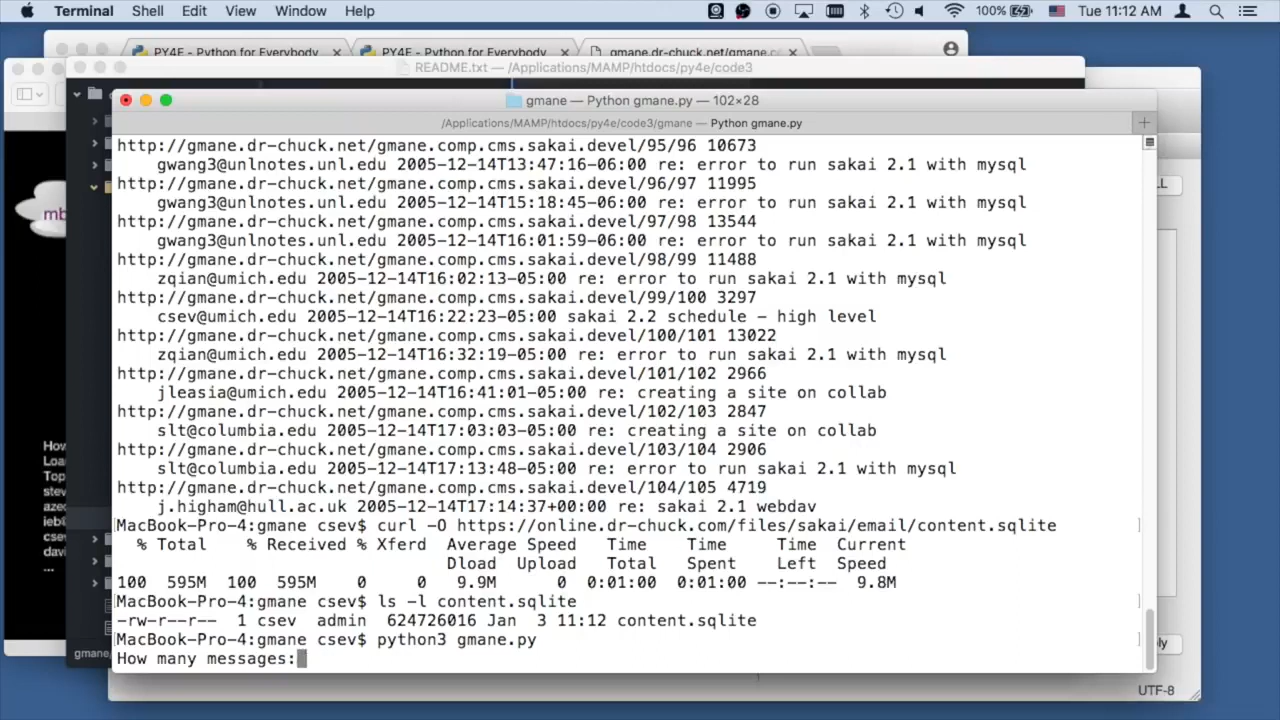 Terminal Shell Edit View Window Help 100% Tue 11:12 AM
PY4E - Python for Everybody PY4E - Python for Everybody gmane.dr-chuck.net/gmane.c
README.txt — /Applications/MAMP/htdocs/py4e/code3
gmane — Python gmane.py — 102×28
/Applications/MAMP/htdocs/py4e/code3/gmane — Python gmane.py
http://gmane.dr-chuck.net/gmane.comp.cms.sakai.devel/95/96 10673
gwang3@unlnotes.unl.edu 2005-12-14T13:47:16-06:00 re: error to run sakai 2.1 with mysql
http://gmane.dr-chuck.net/gmane.comp.cms.sakai.devel/96/97 11995
gwang3@unlnotes.unl.edu 2005-12-14T15:18:45-06:00 re: error to run sakai 2.1 with mysql
http://gmane.dr-chuck.net/gmane.comp.cms.sakai.devel/97/98 13544
gwang3@unlnotes.unl.edu 2005-12-14T16:01:59-06:00 re: error to run sakai 2.1 with mysql
http://gmane.dr-chuck.net/gmane.comp.cms.sakai.devel/98/99 11488
zqian@umich.edu 2005-12-14T16:02:13-05:00 re: error to run sakai 2.1 with mysql
http://gmane.dr-chuck.net/gmane.comp.cms.sakai.devel/99/100 3297
csev@umich.edu 2005-12-14T16:22:23-05:00 sakai 2.2 schedule - high level
http://gmane.dr-chuck.net/gmane.comp.cms.sakai.devel/100/101 13022
zqian@umich.edu 2005-12-14T16:32:19-05:00 re: error to run sakai 2.1 with mysql
http://gmane.dr-chuck.net/gmane.comp.cms.sakai.devel/101/102 2966
jleasia@umich.edu 2005-12-14T16:41:01-05:00 re: creating a site on collab
http://gmane.dr-chuck.net/gmane.comp.cms.sakai.devel/102/103 2847
slt@columbia.edu 2005-12-14T17:03:03-05:00 re: creating a site on collab
http://gmane.dr-chuck.net/gmane.comp.cms.sakai.devel/103/104 2906
slt@columbia.edu 2005-12-14T17:13:48-05:00 re: error to run sakai 2.1 with mysql
http://gmane.dr-chuck.net/gmane.comp.cms.sakai.devel/104/105 4719
j.higham@hull.ac.uk 2005-12-14T17:14:37+00:00 re: sakai 2.1 webdav
MacBook-Pro-4:gmane csev$ curl -O https://online.dr-chuck.com/files/sakai/email/content.sqlite
% Total % Received % Xferd Average Speed Time Time Time Current
Dload Upload Total Spent Left Speed
100 595M 100 595M 0 0 9.9M 0 0:01:00 0:01:00 --:--:-- 9.8M
MacBook-Pro-4:gmane csev$ ls -l content.sqlite
-rw-r--r-- 1 csev admin 624726016 Jan 3 11:12 content.sqlite
MacBook-Pro-4:gmane csev$ python3 gmane.py
How many messages:
mb
How
Loa
Top
stev
azec
ieb
csev
davi
...
gmane/
LL
ly
UTF-8